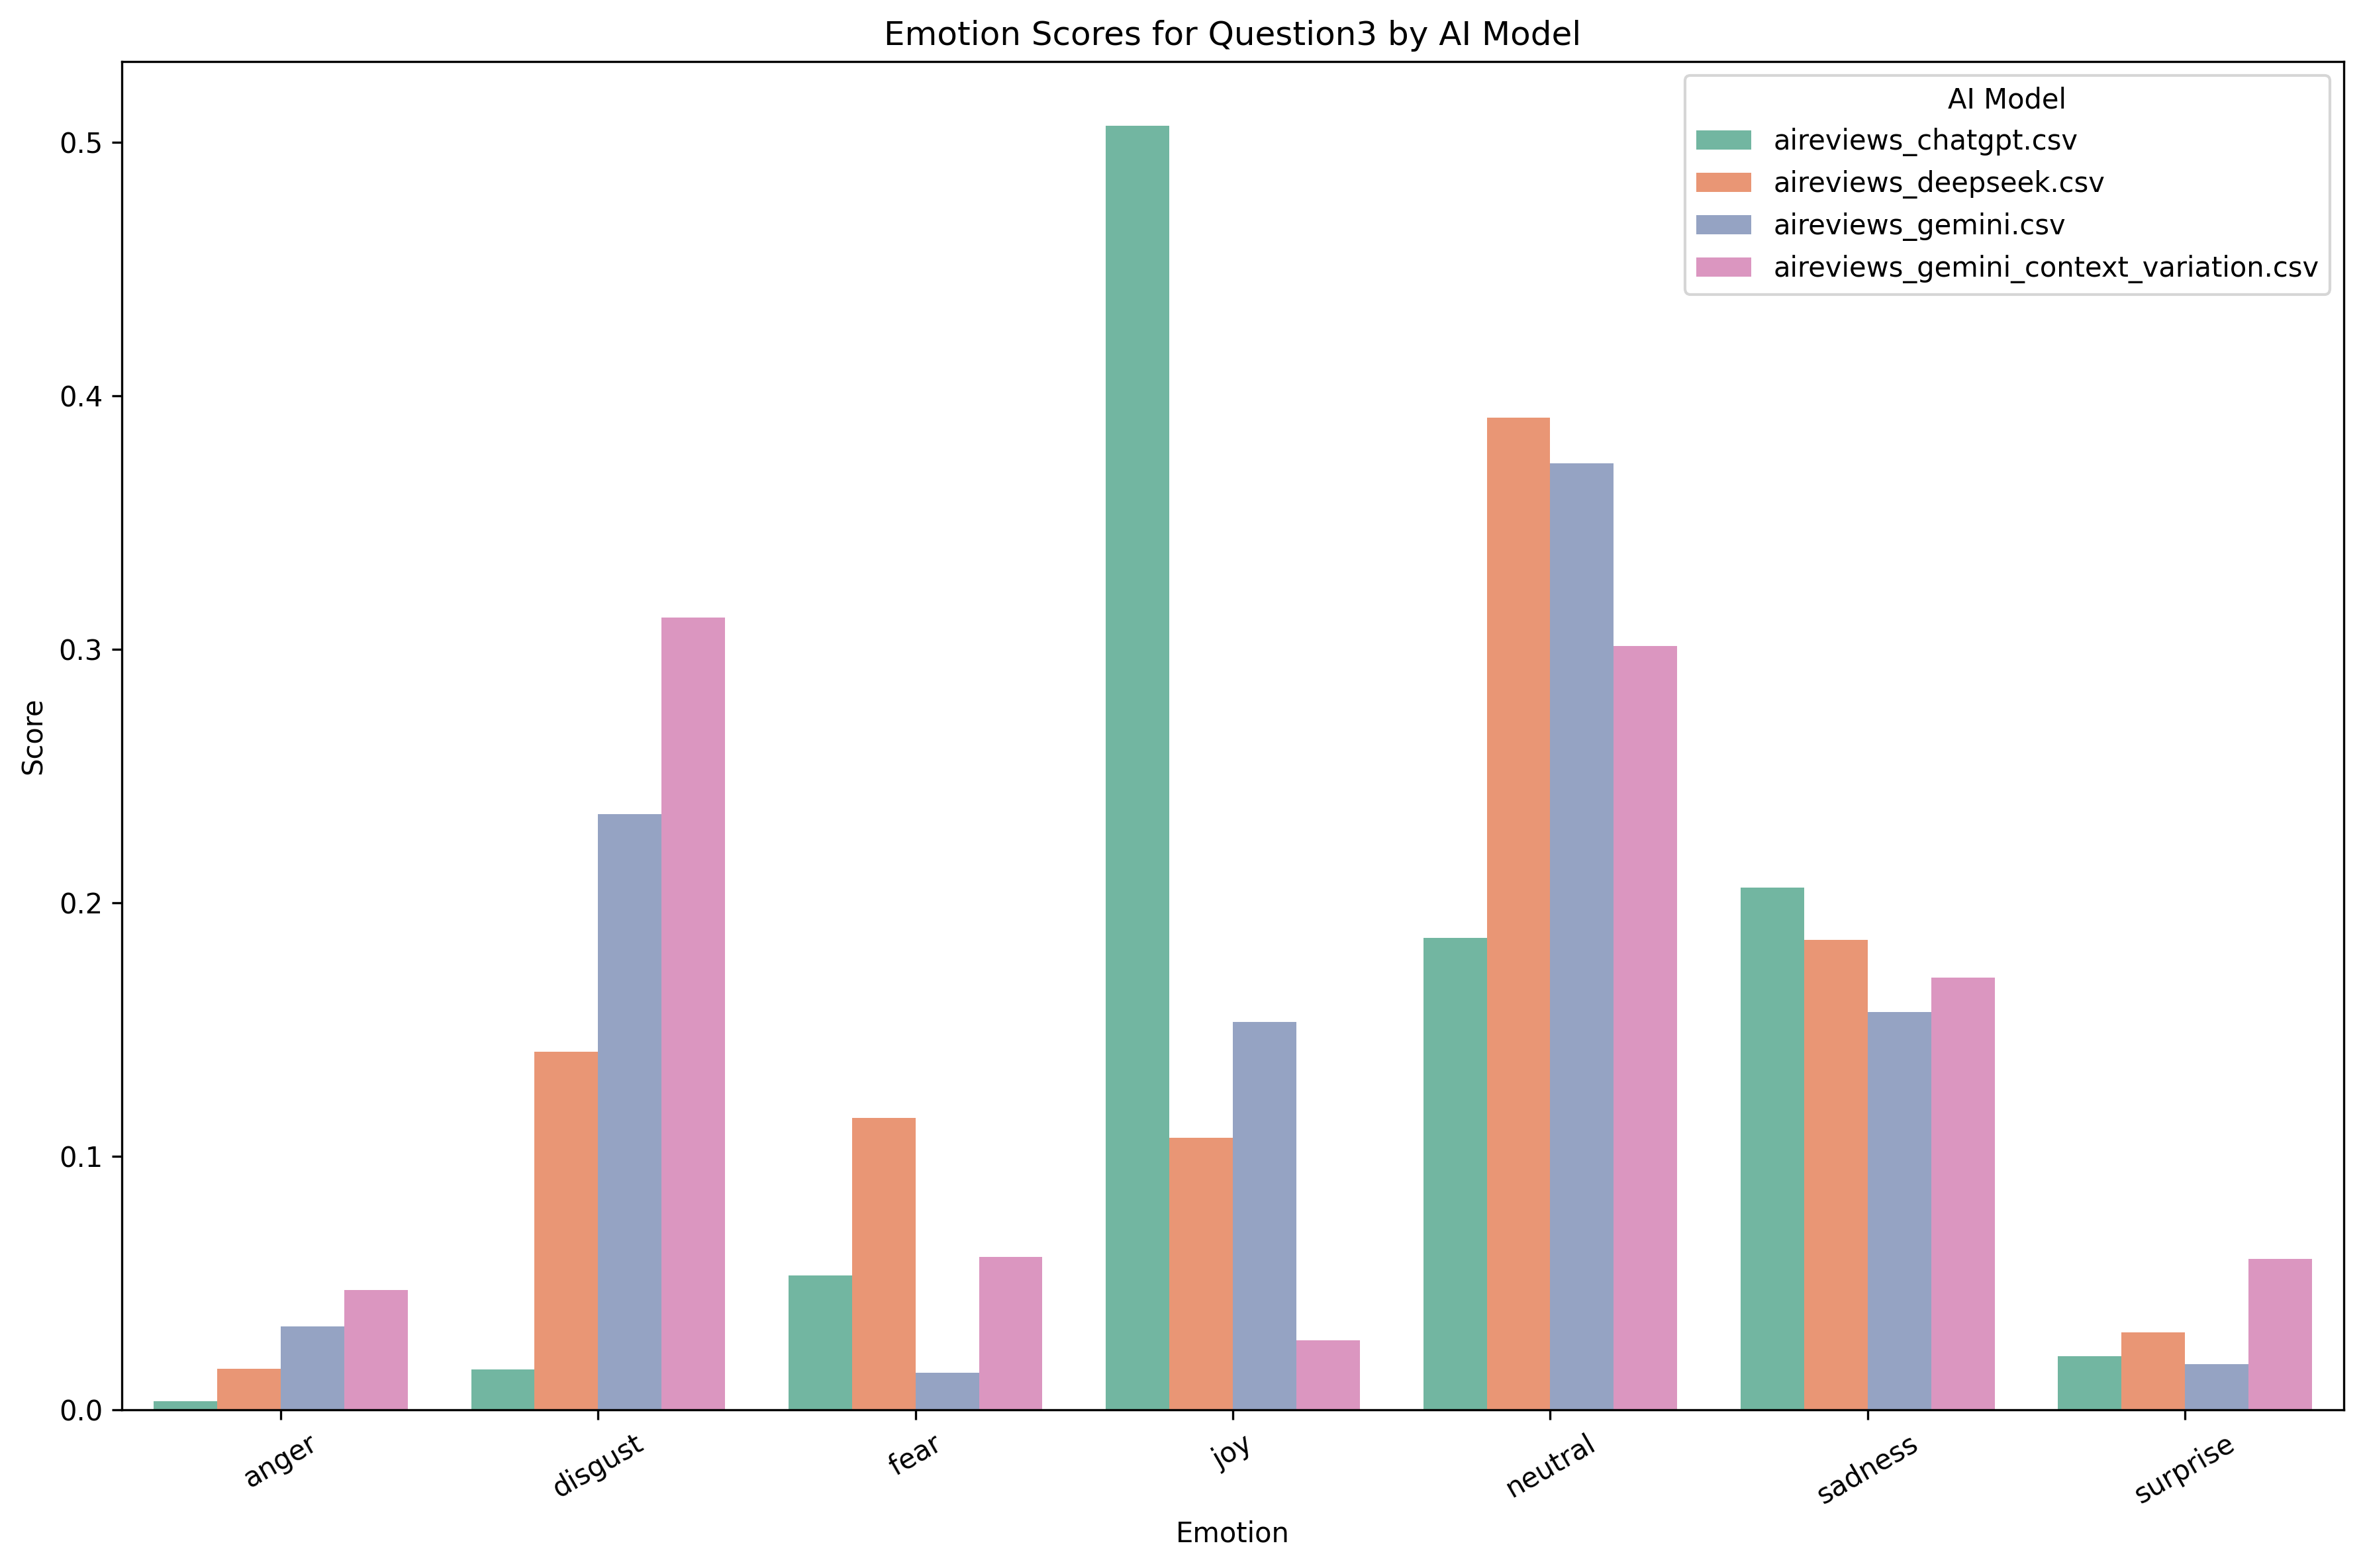 Emotion Scores for Question3 by AI Model
AI Model
aireviews_chatgpt.csv
aireviews_deepseek.csv
aireviews_gemini.csv
aireviews_gemini_context_variation.csv
Score
0.5
0.4
0.3
0.2
0.1
0.0
anger
disgust
fear
joy
neutral
sadness
surprise
Emotion